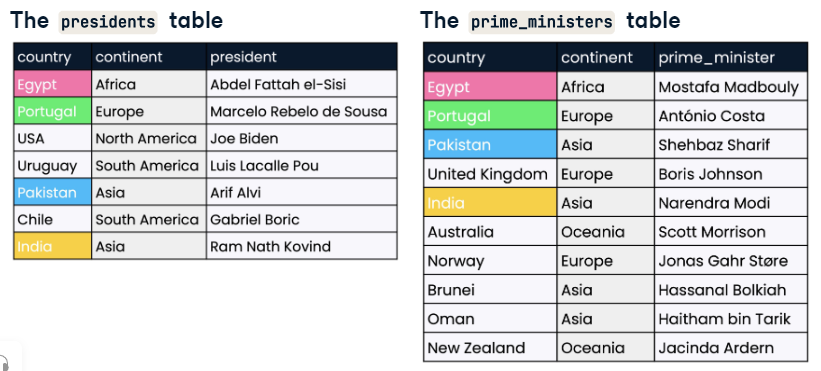 The presidents table
country continent president
Egypt Africa Abdel Fattah el-Sisi
Portugal Europe Marcelo Rebelo de Sousa
USA North America Joe Biden
Uruguay South America Luis Lacalle Pou
Pakistan Asia Arif Alvi
Chile South America Gabriel Boric
India Asia Ram Nath Kovind
The prime_ministers table
country continent prime_minister
Egypt Africa Mostafa Madbouly
Portugal Europe António Costa
Pakistan Asia Shehbaz Sharif
United Kingdom Europe Boris Johnson
India Asia Narendra Modi
Australia Oceania Scott Morrison
Norway Europe Jonas Gahr Støre
Brunei Asia Hassanal Bolkiah
Oman Asia Haitham bin Tarik
New Zealand Oceania Jacinda Ardern